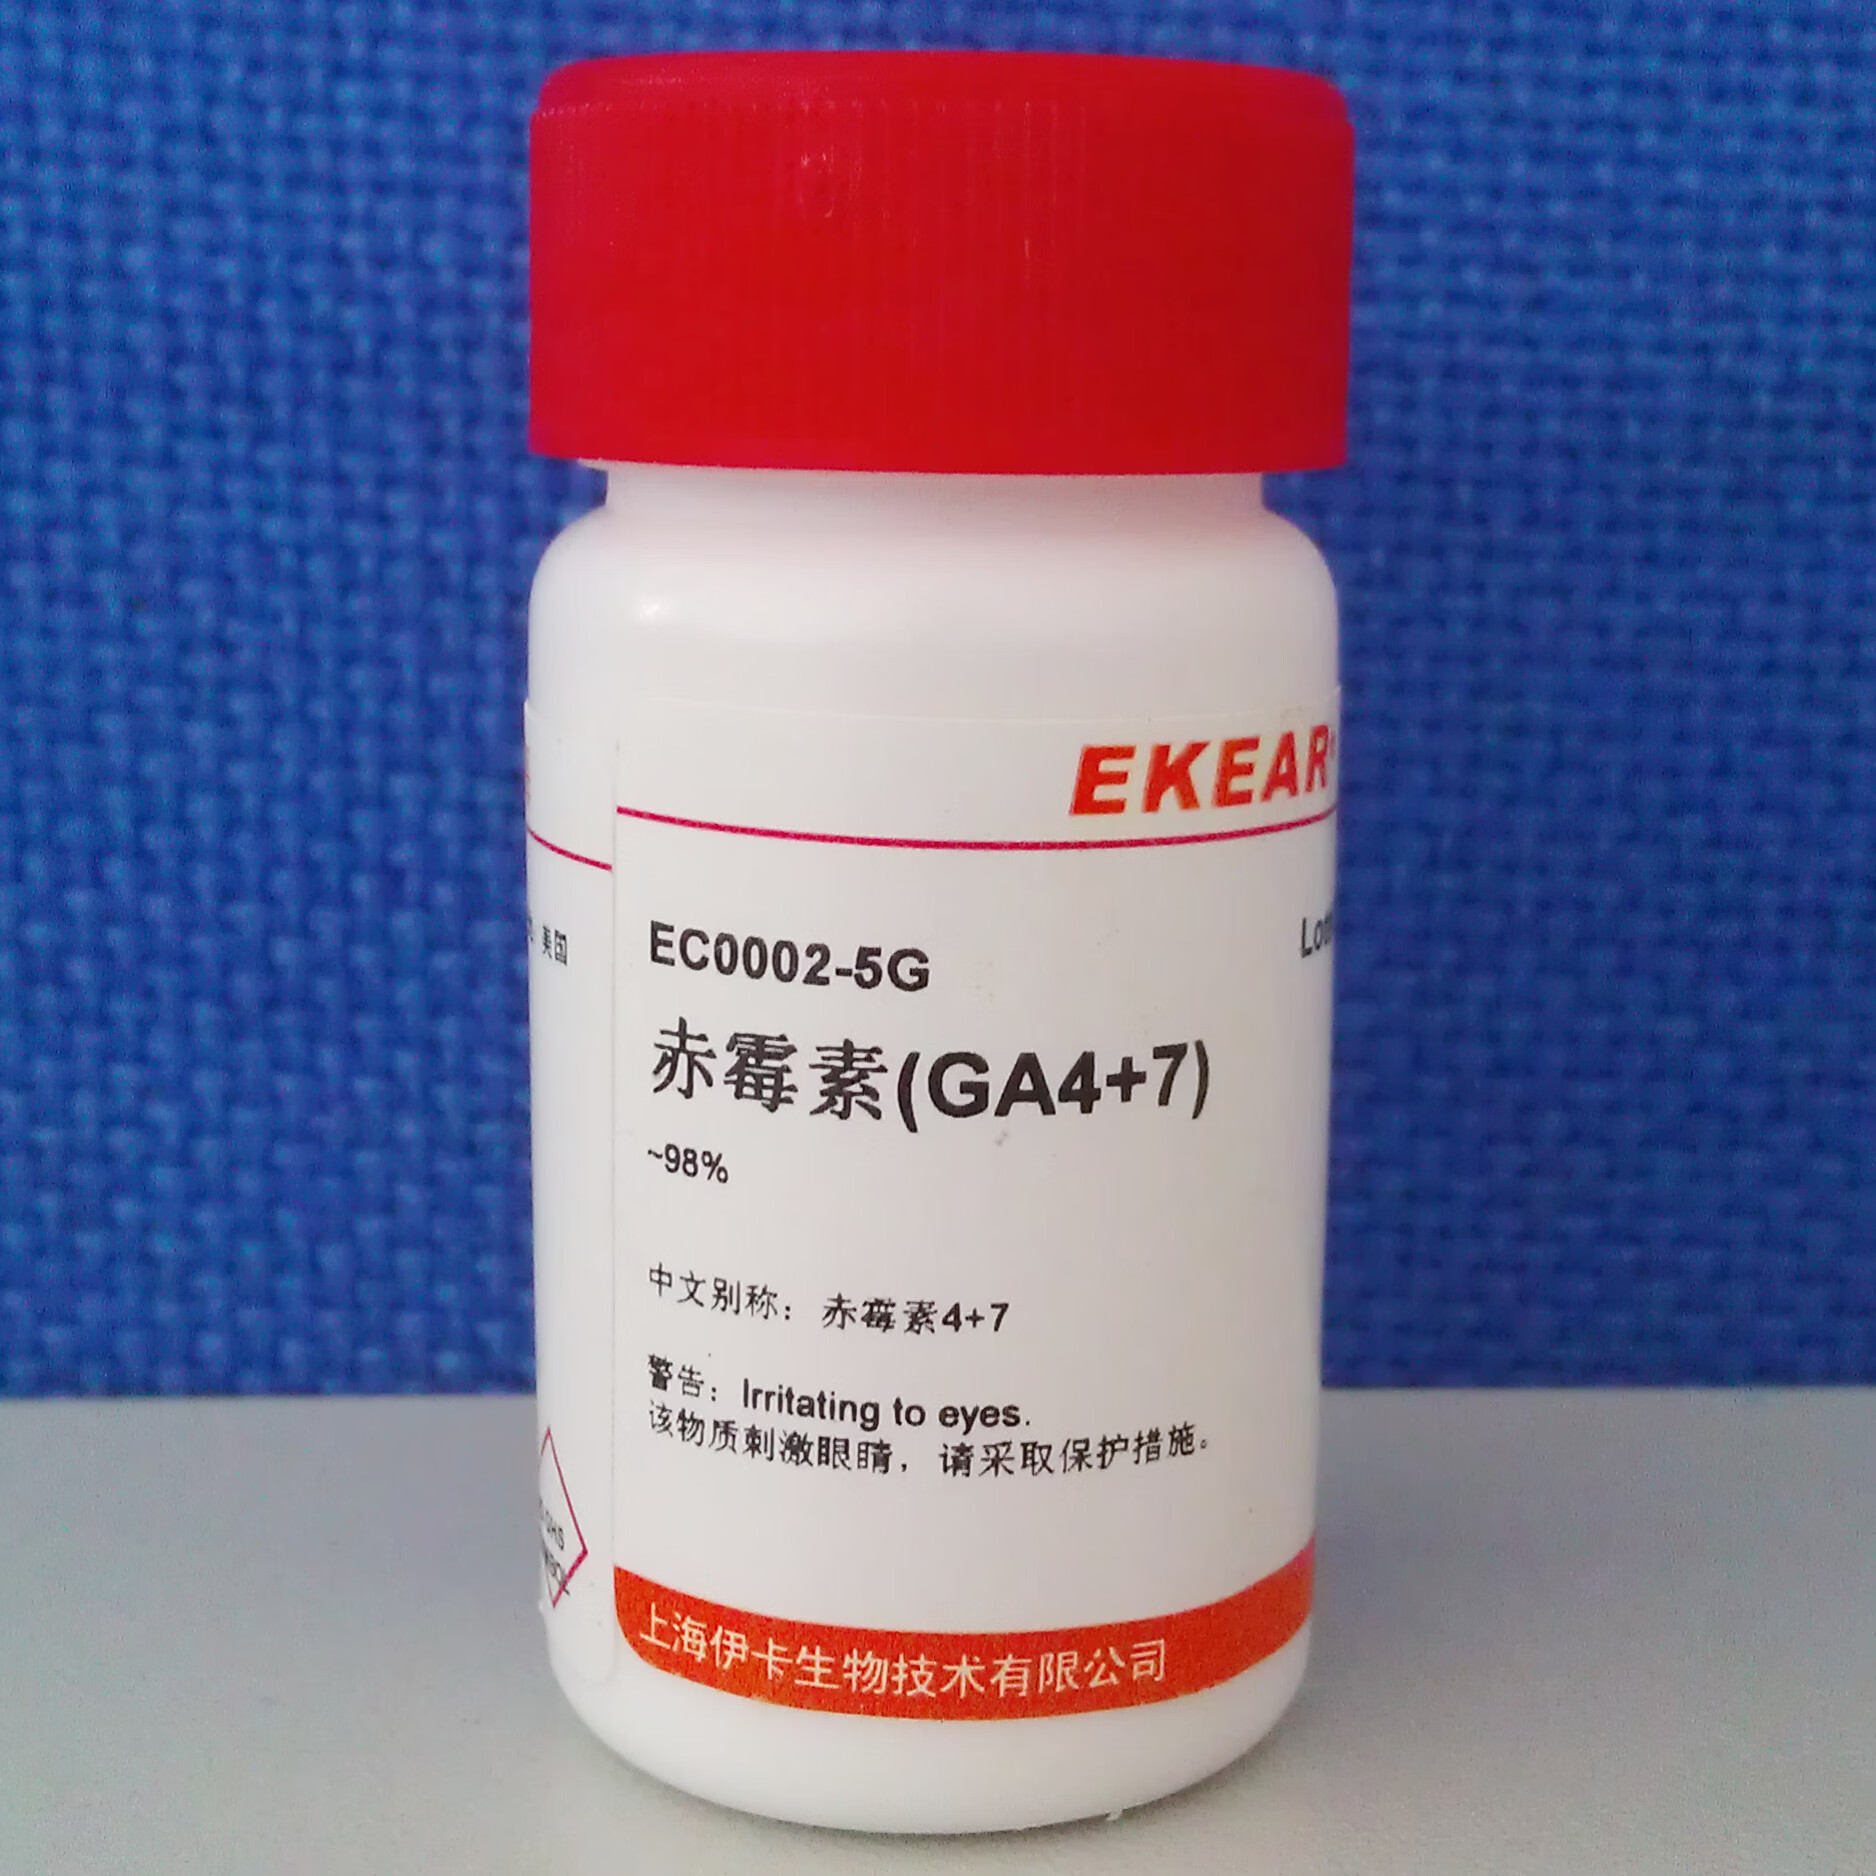 EKEAR
美国
EC0002-5G
赤霉素(GA4+7)
~98%
中文别称：赤霉素4+7
警告：Irritating to eyes.
该物质刺激眼睛，请采取保护措施。
上海伊卡生物技术有限公司